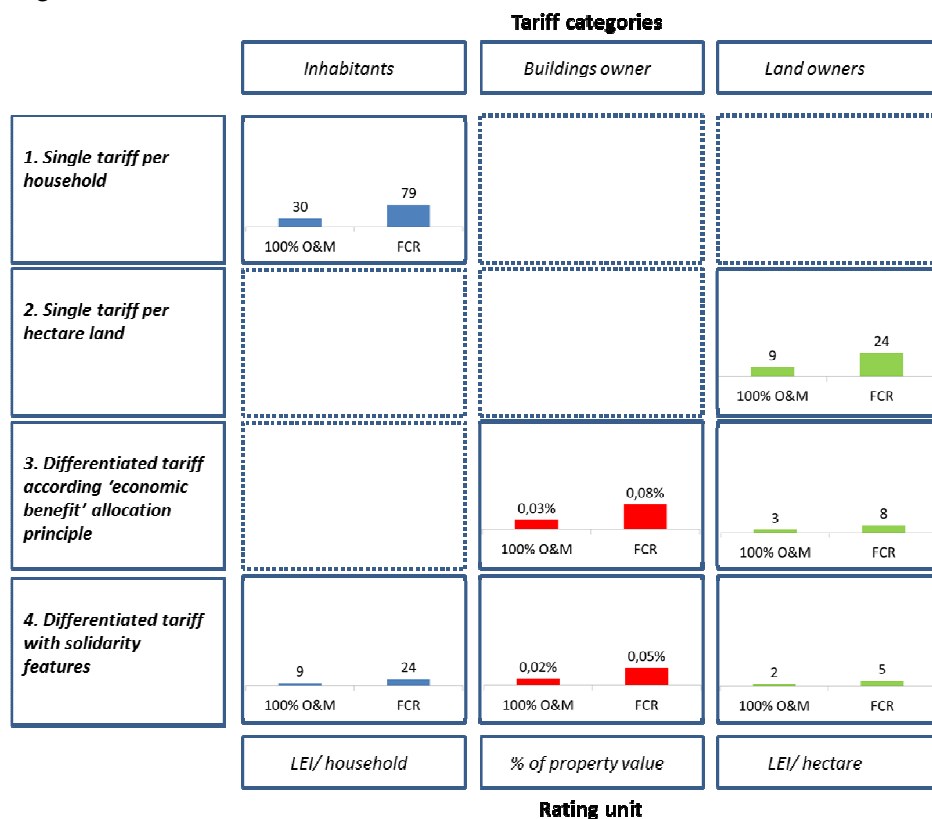 Tariff categories
Inhabitants
Buildings owner
Land owners
1. Single tariff per
household
30
79
100% O&M
FCR
2. Single tariff per
hectare land
9
24
100% O&M
FCR
3. Differentiated tariff
according ‘economic
benefit’ allocation
principle
0,03%
0,08%
100% O&M
FCR
3
8
100% O&M
FCR
4. Differentiated tariff
with solidarity
features
9
24
100% O&M
FCR
0,02%
0,05%
100% O&M
FCR
2
5
100% O&M
FCR
LEI/ household
% of property value
LEI/ hectare
Rating unit